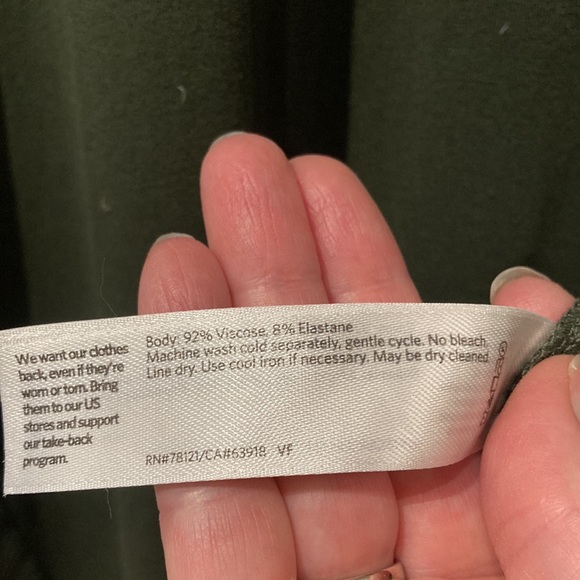 We want our clothes
back, even if they're
worn or torn. Bring
them to our US
stores and support
our take-back
program.
Body: 92% Viscose, 8% Elastane
Machine wash cold separately, gentle cycle. No bleach.
Line dry. Use cool iron if necessary. May be dry cleaned.
RN#78121/CA#63918 VF